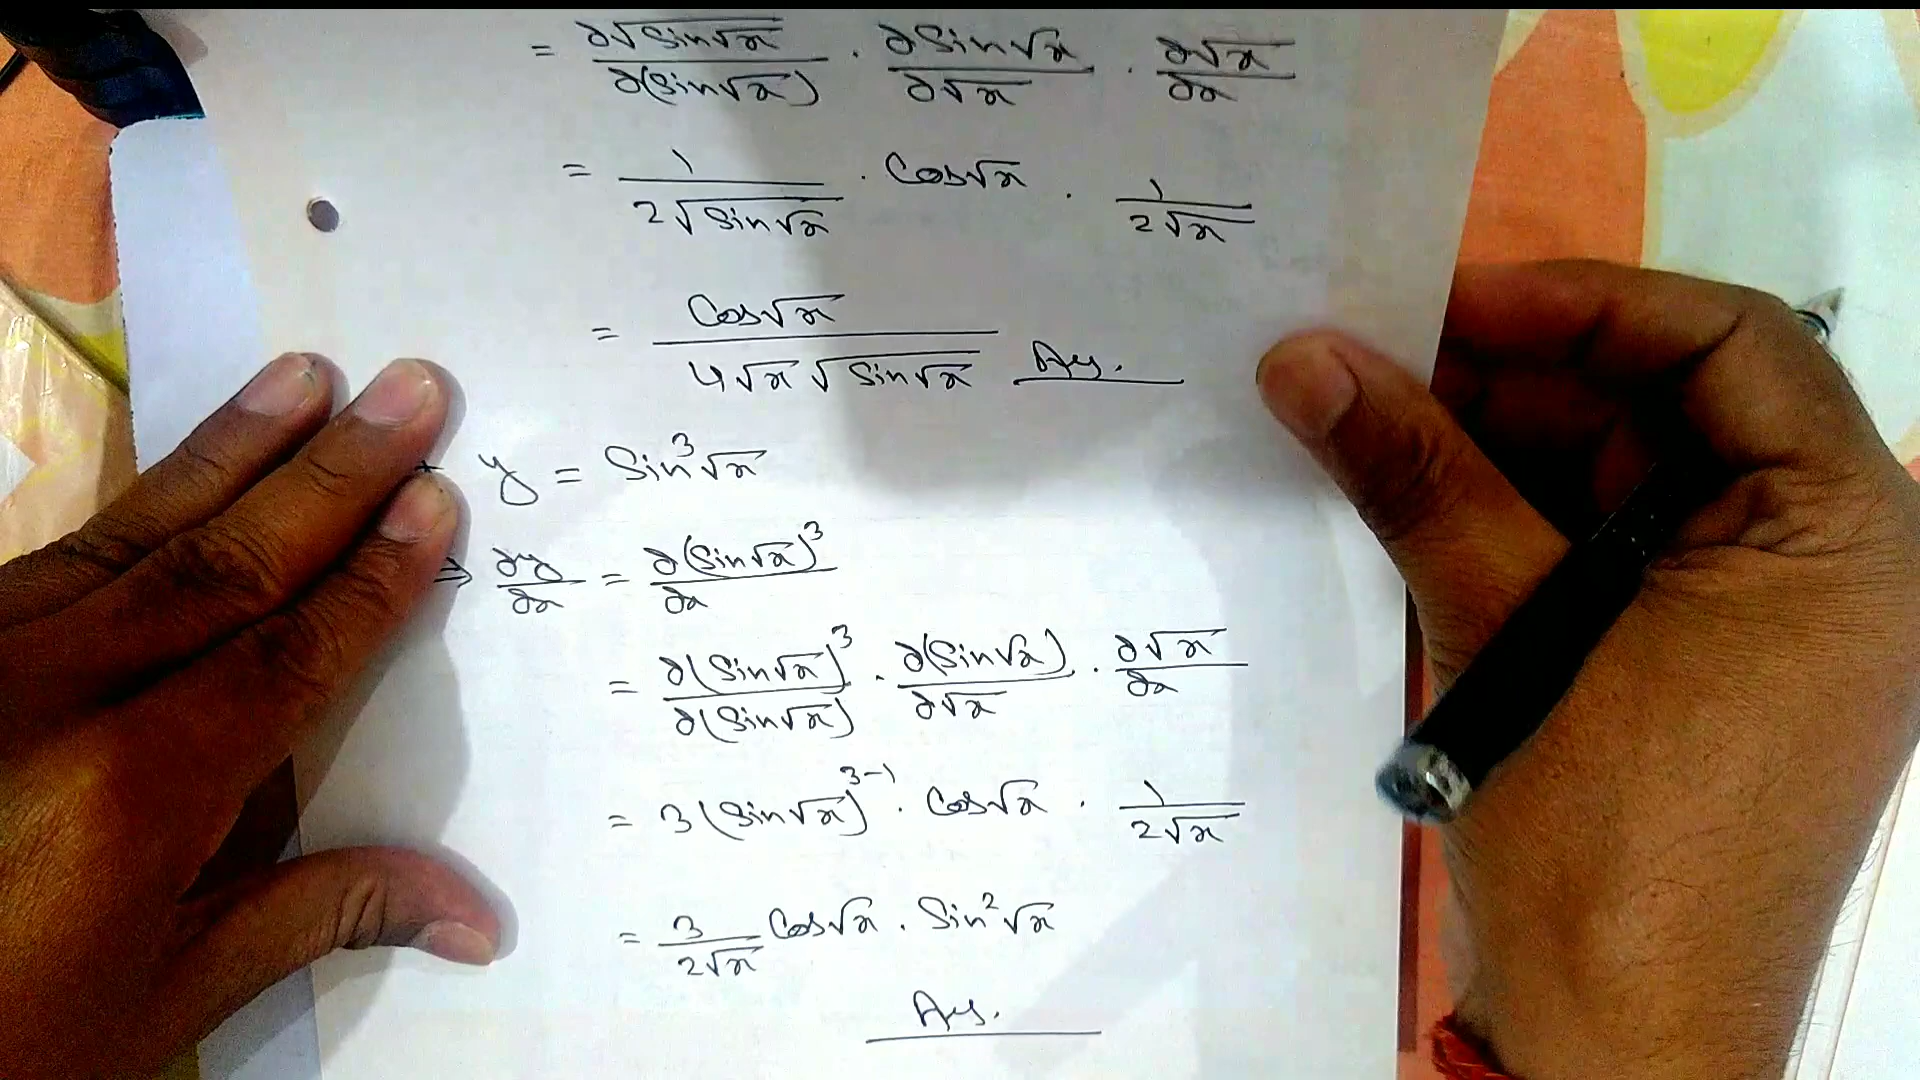 = ∂√sin√x / ∂(sin√x) · ∂sin√x / ∂√x · ∂√x / ∂x
= 1 / 2√sin√x · Cos√x · 1 / 2√x
= Cos√x / 4√x √sin√x Ans.
* y = Sin³√x
⇒ ∂y/∂x = ∂(sin√x)³ / ∂x
= ∂(sin√x)³ / ∂(sin√x) · ∂(sin√x) / ∂√x · ∂√x / ∂x
= 3(sin√x)³⁻¹ · Cos√x · 1 / 2√x
= 3 / 2√x Cos√x . Sin²√x
Ans.